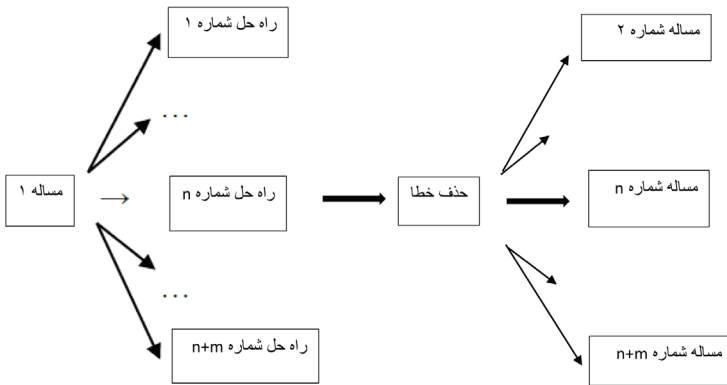 راه حل شماره ۱
مساله شماره ۲
...
مساله ۱
راه حل شماره n
حذف خطا
مساله شماره n
...
راه حل شماره n+m
مساله شماره n+m